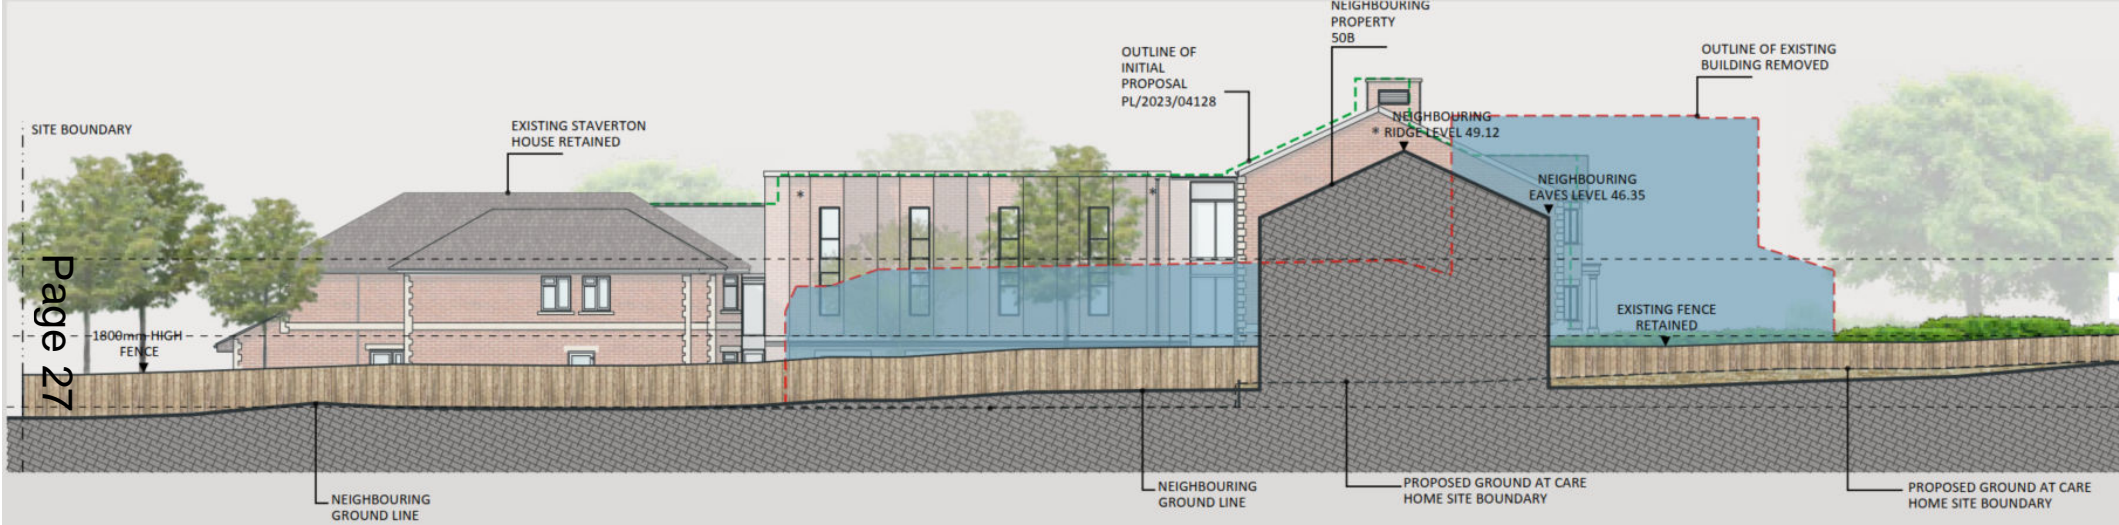 NEIGHBOURING
PROPERTY
50B
OUTLINE OF
INITIAL
PROPOSAL
PL/2023/04128
OUTLINE OF EXISTING
BUILDING REMOVED
SITE BOUNDARY
EXISTING STAVERTON
HOUSE RETAINED
NEIGHBOURING
* RIDGE LEVEL 49.12
NEIGHBOURING
EAVES LEVEL 46.35
*
*
1800mm HIGH
FENCE
Page 27
EXISTING FENCE
RETAINED
NEIGHBOURING
GROUND LINE
NEIGHBOURING
GROUND LINE
PROPOSED GROUND AT CARE
HOME SITE BOUNDARY
PROPOSED GROUND AT CARE
HOME SITE BOUNDARY